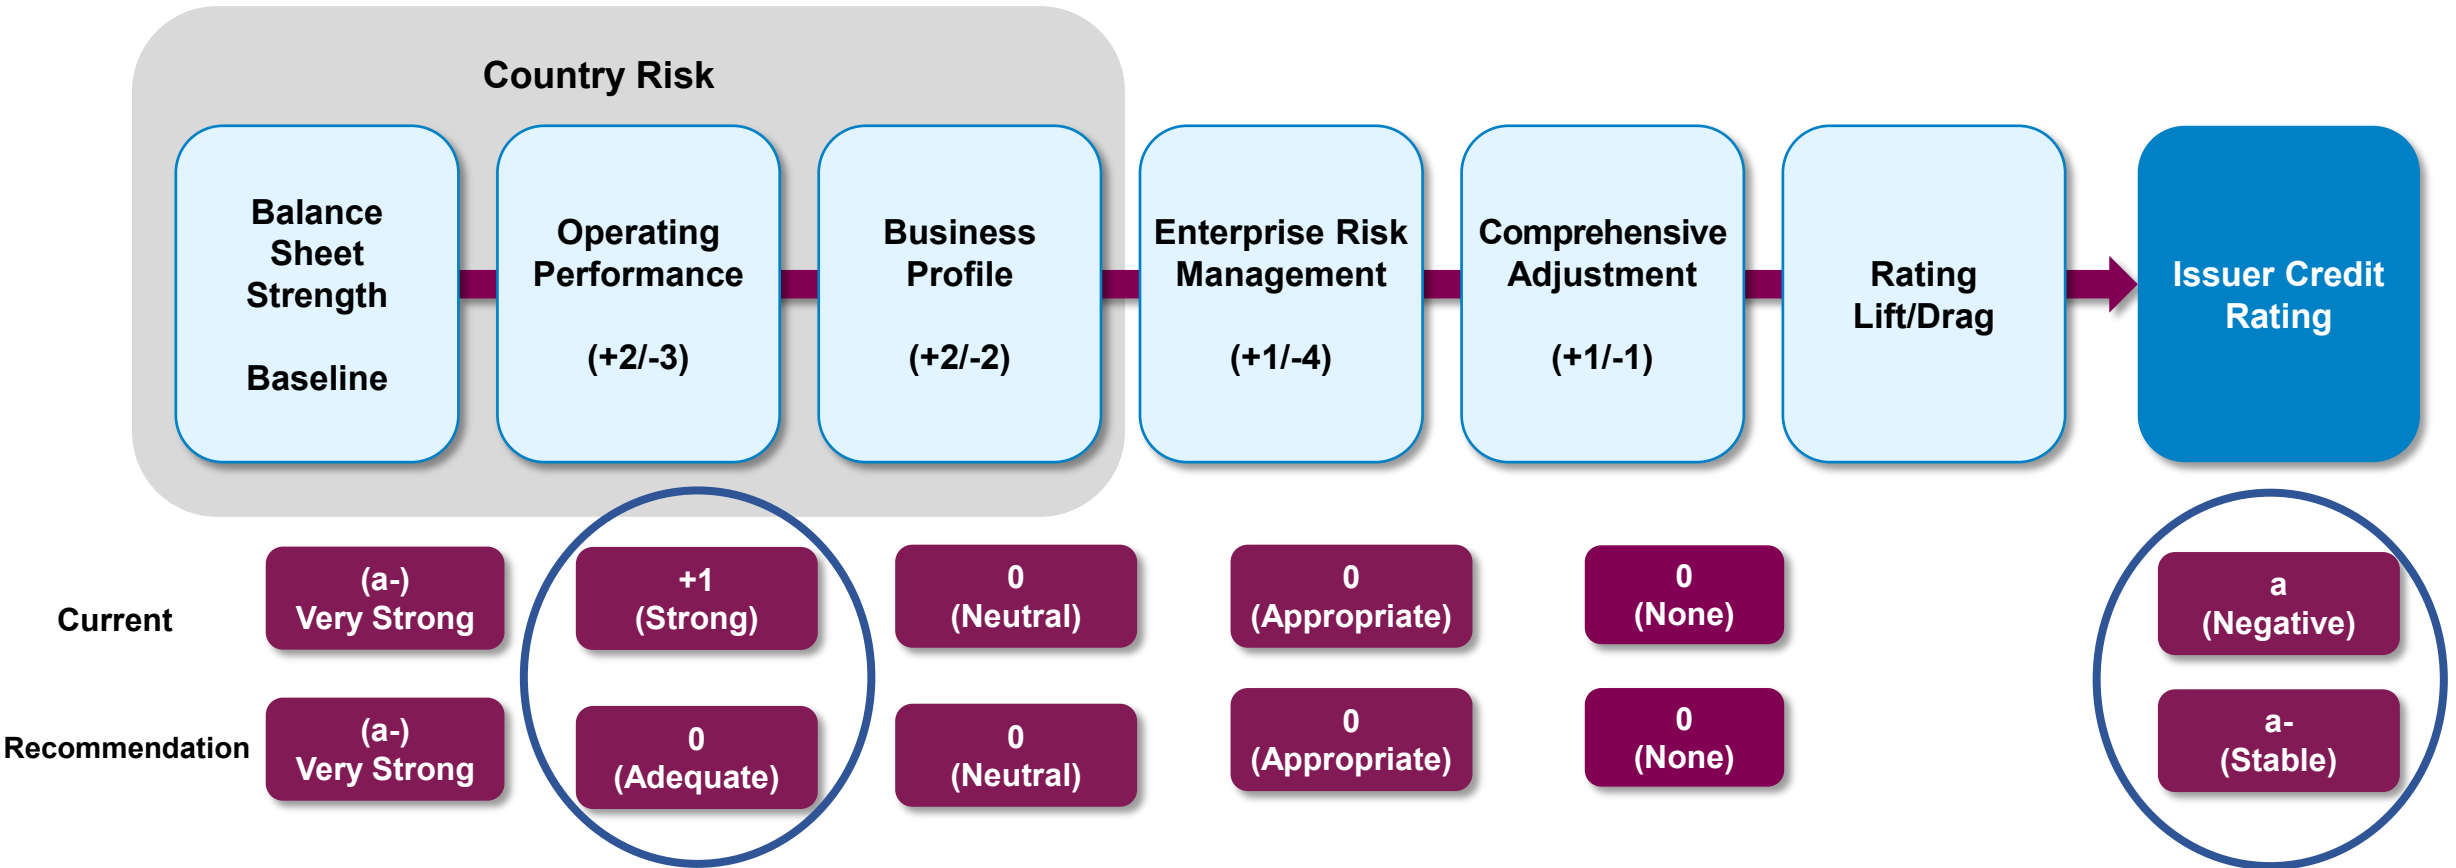 Country Risk
Balance
Sheet
Strength
Baseline
Operating
Performance
(+2/-3)
Business
Profile
(+2/-2)
Enterprise Risk
Management
(+1/-4)
Comprehensive
Adjustment
(+1/-1)
Rating
Lift/Drag
Issuer Credit
Rating
Current
(a-)
Very Strong
+1
(Strong)
0
(Neutral)
0
(Appropriate)
0
(None)
a
(Negative)
Recommendation
(a-)
Very Strong
0
(Adequate)
0
(Neutral)
0
(Appropriate)
0
(None)
a-
(Stable)